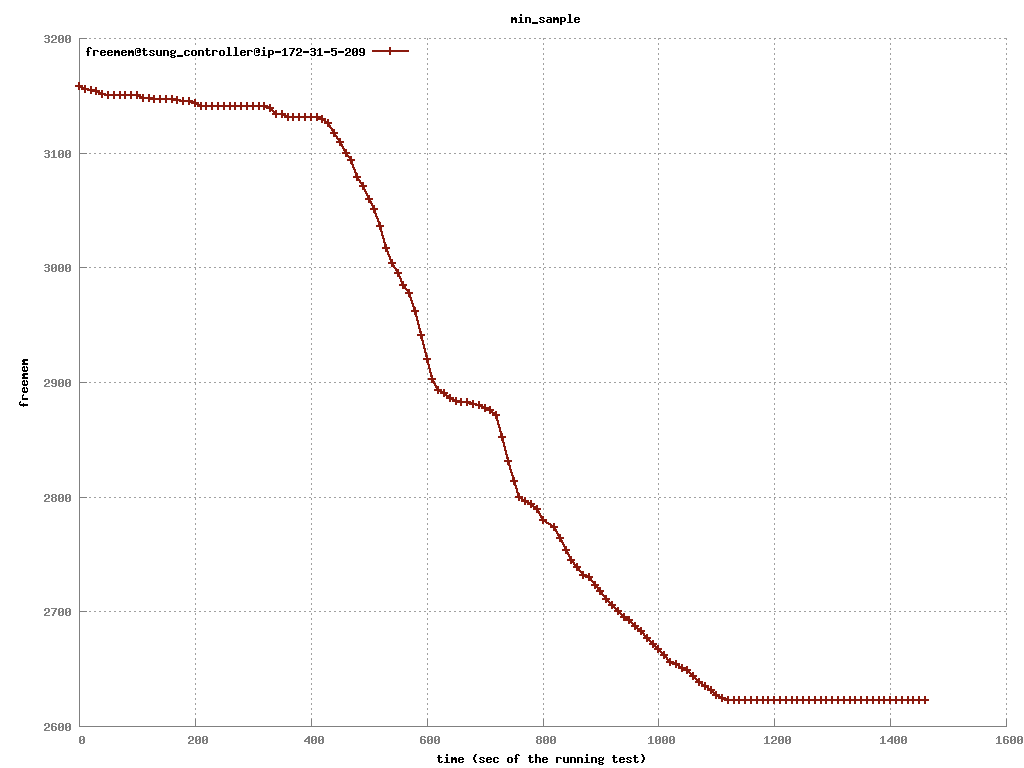 min_sample
freemem@tsung_controller@ip-172-31-5-209
3200
3100
3000
2900
2800
2700
2600
freemem
0 200 400 600 800 1000 1200 1400 1600
time (sec of the running test)